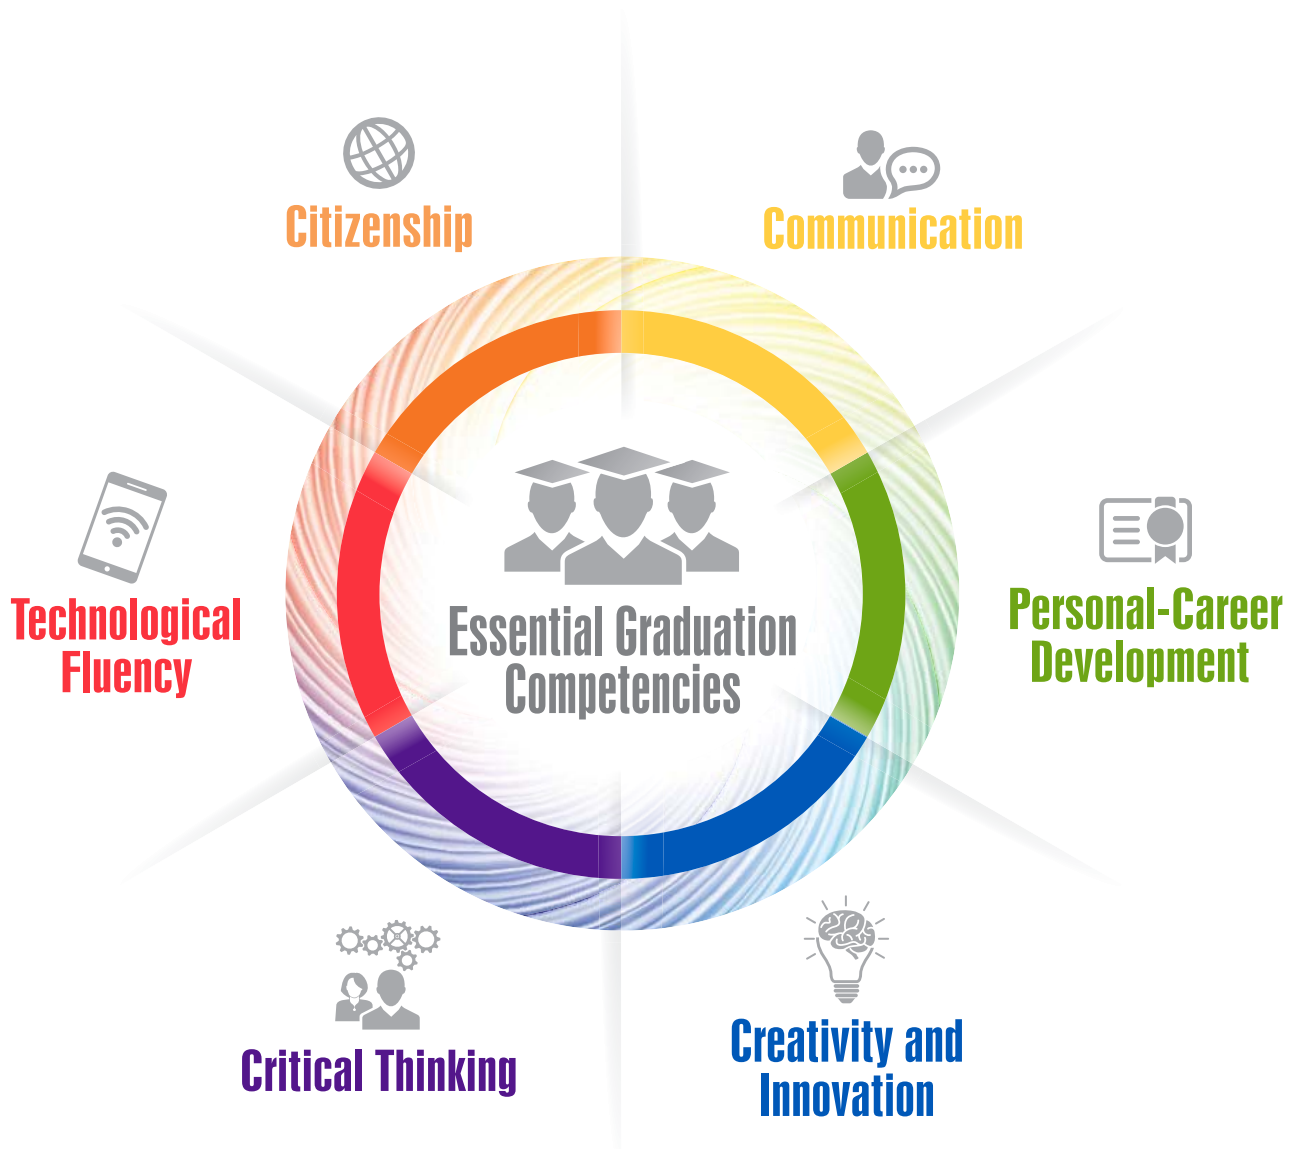 Citizenship
Communication
Technological
Fluency
Essential Graduation
Competencies
Personal-Career
Development
Critical Thinking
Creativity and
Innovation